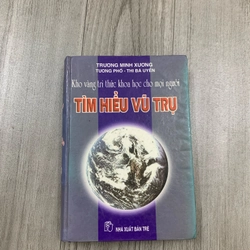 TRƯƠNG MINH XƯƠNG
TƯỜNG PHỐ - THI BÁ UYÊN
Kho vàng tri thức khoa học cho mọi người
TÌM HIỂU VŨ TRỤ
NHÀ XUẤT BẢN TRẺ